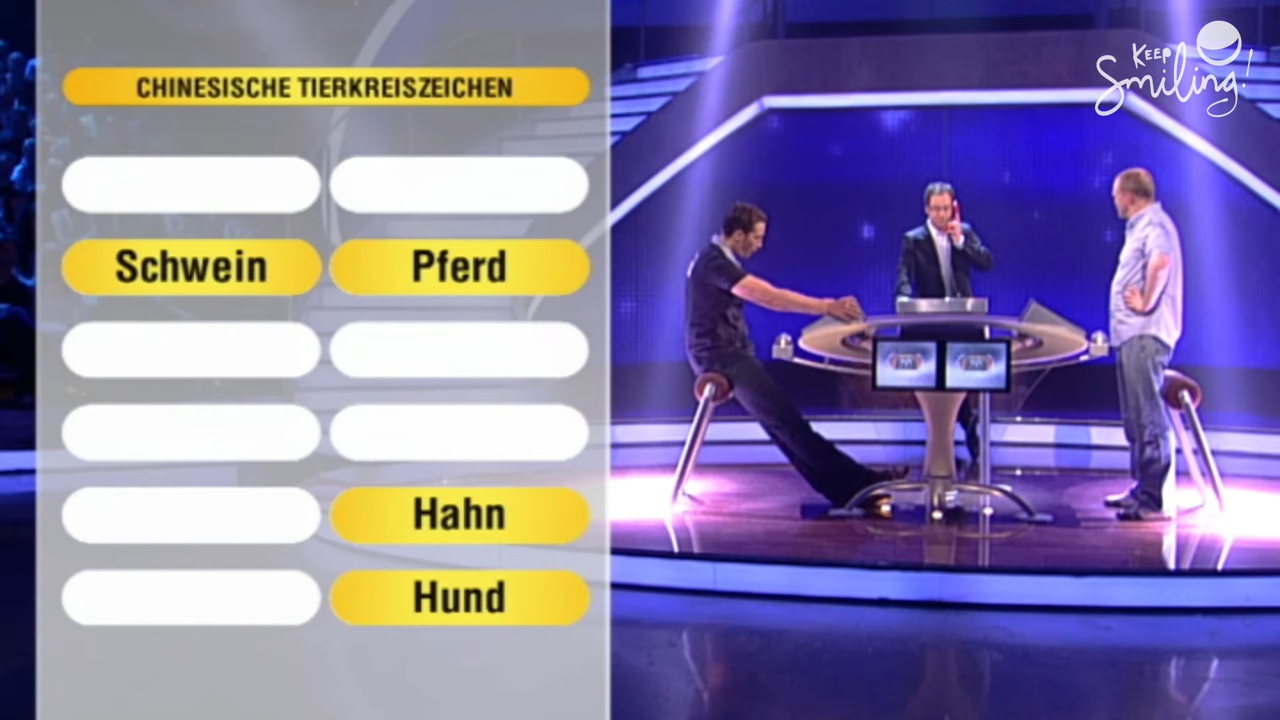 CHINESISCHE TIERKREISZEICHEN
Schwein Pferd
Hahn
Hund
KEEP
Smiling!